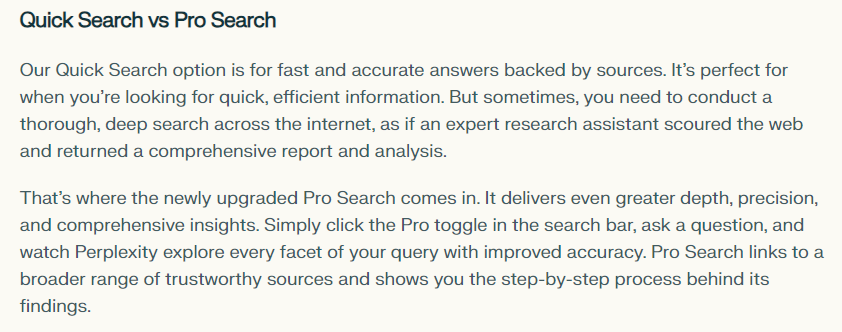 Quick Search vs Pro Search
Our Quick Search option is for fast and accurate answers backed by sources. It’s perfect for
when you’re looking for quick, efficient information. But sometimes, you need to conduct a
thorough, deep search across the internet, as if an expert research assistant scoured the web
and returned a comprehensive report and analysis.
That’s where the newly upgraded Pro Search comes in. It delivers even greater depth, precision,
and comprehensive insights. Simply click the Pro toggle in the search bar, ask a question, and
watch Perplexity explore every facet of your query with improved accuracy. Pro Search links to a
broader range of trustworthy sources and shows you the step-by-step process behind its
findings.